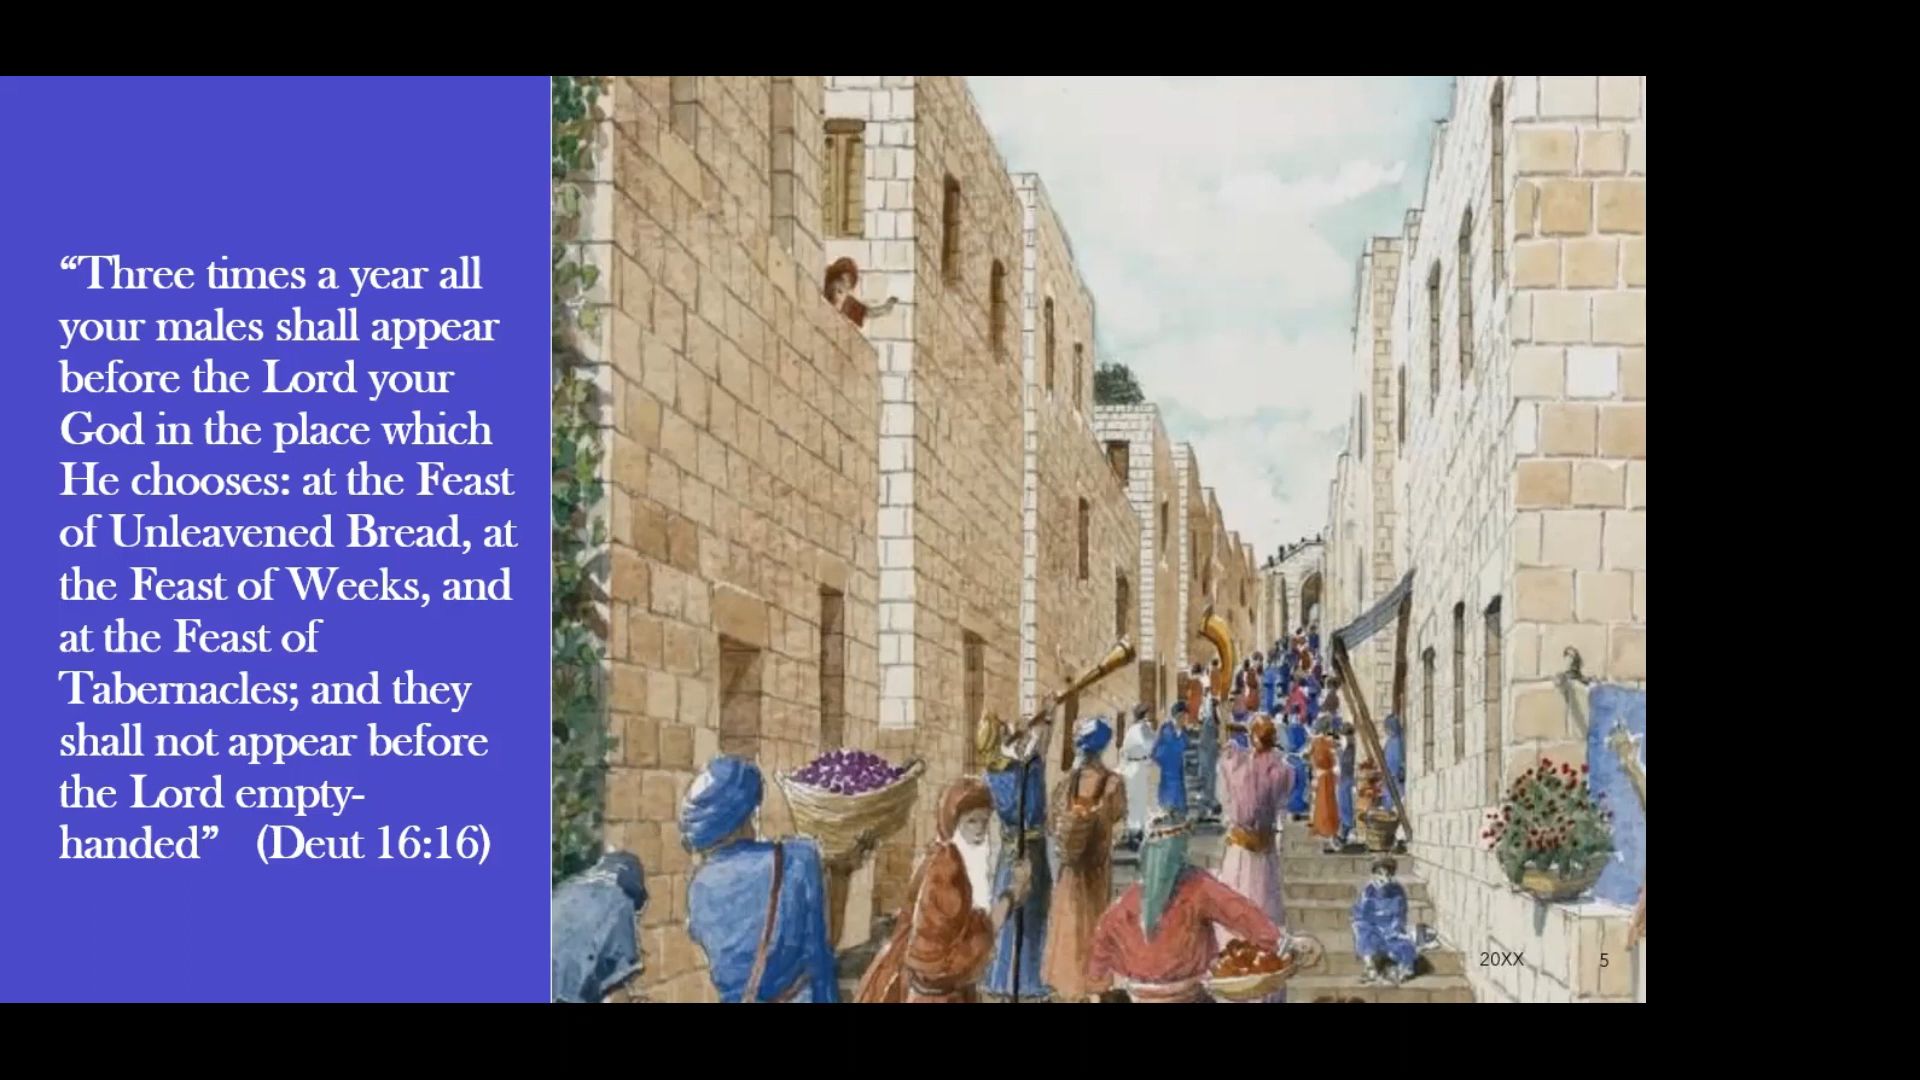 “Three times a year all
your males shall appear
before the Lord your
God in the place which
He chooses: at the Feast
of Unleavened Bread, at
the Feast of Weeks, and
at the Feast of
Tabernacles; and they
shall not appear before
the Lord empty-
handed” (Deut 16:16)
20XX 5